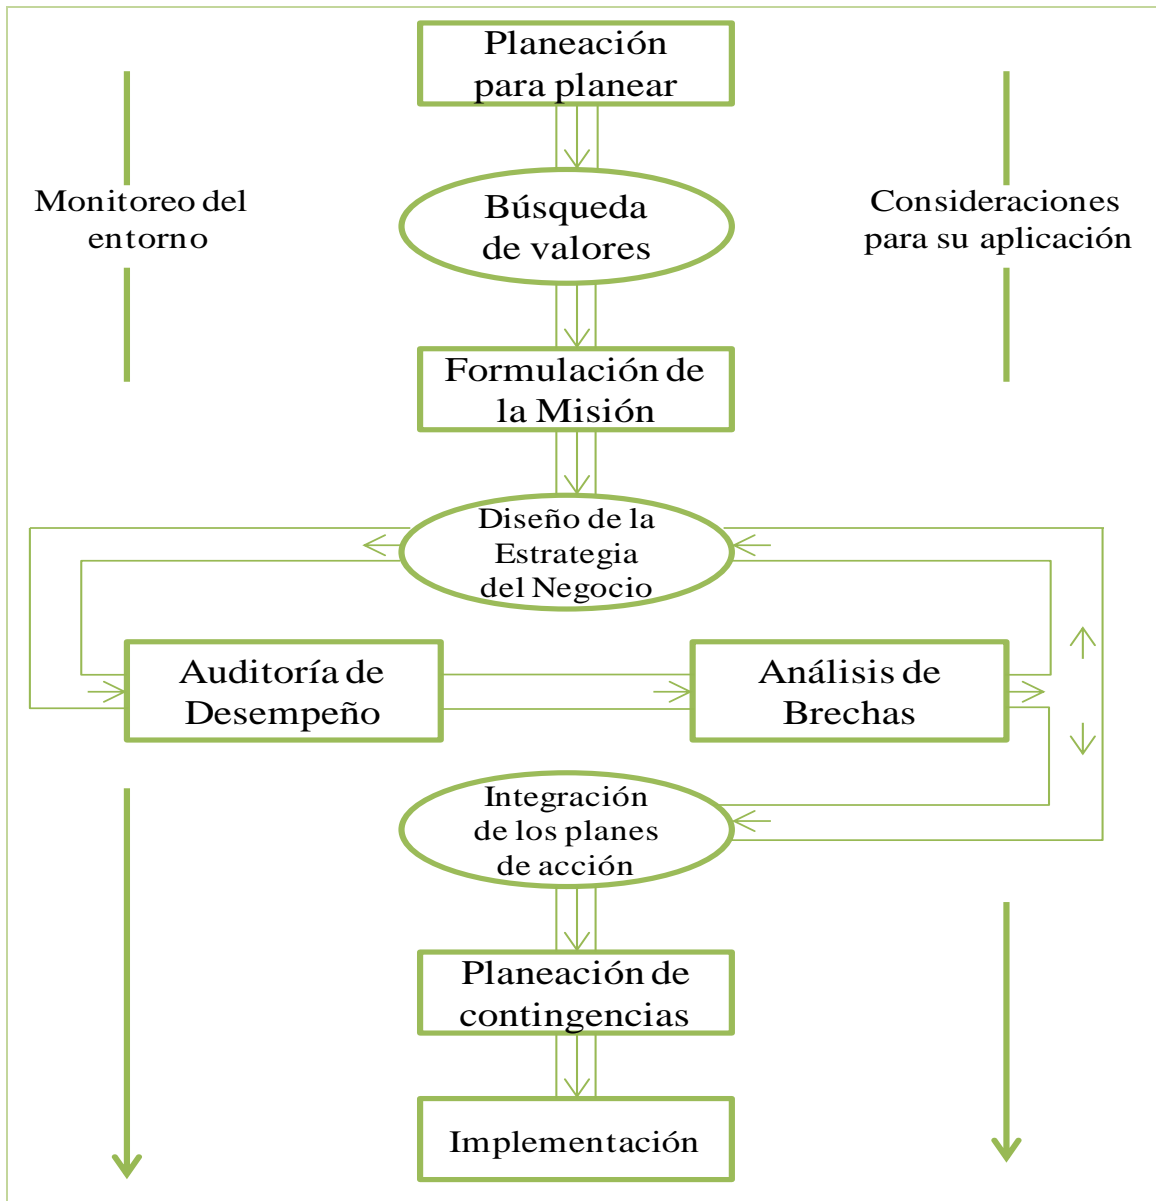 Planeación
para planear
Monitoreo del
entorno
Búsqueda
de valores
Consideraciones
para su aplicación
Formulación de
la Misión
Diseño de la
Estrategia
del Negocio
Auditoría de
Desempeño
Análisis de
Brechas
Integración
de los planes
de acción
Planeación de
contingencias
Implementación